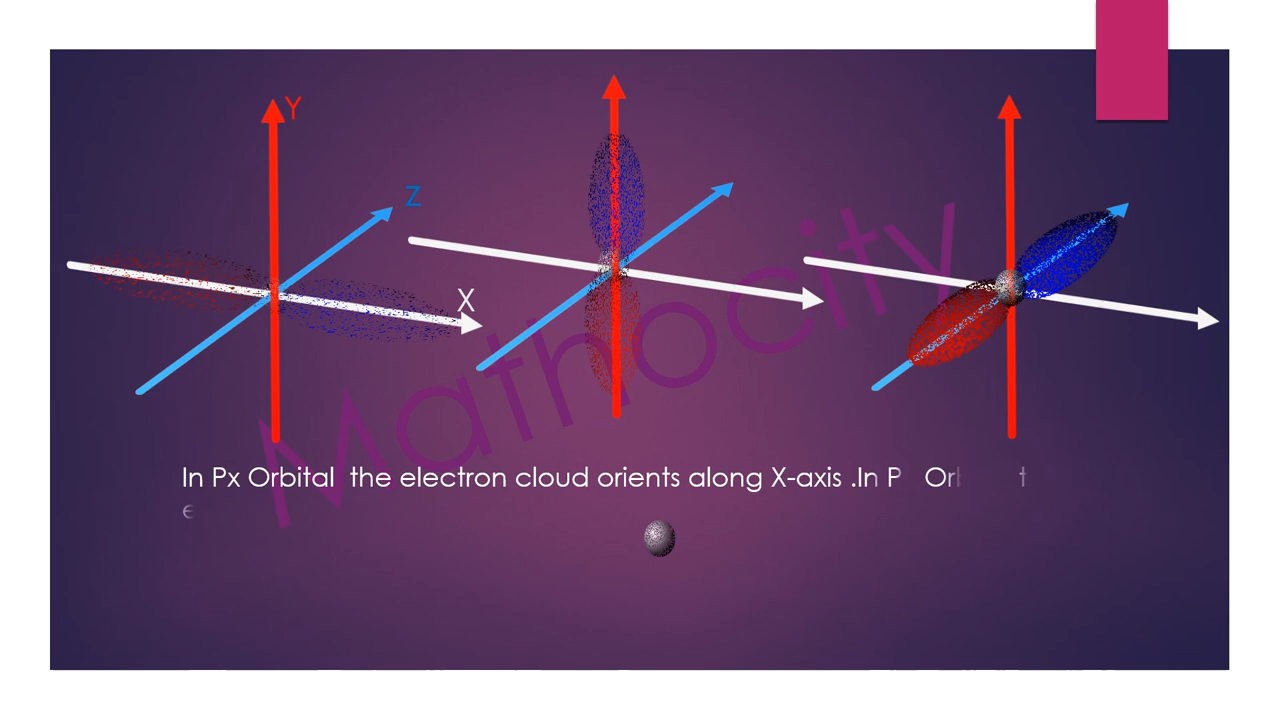 Y
Z
X
Mathocity
In Px Orbital the electron cloud orients along X-axis .In P